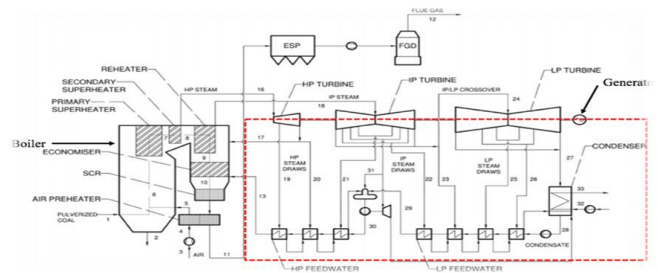 FLUE GAS
12
ESP
FGD
REHEATER
SECONDARY
SUPERHEATER
PRIMARY
SUPERHEATER
HP STEAM
16
HP TURBINE
IP STEAM
18
IP TURBINE
IP/LP CROSSOVER
24
LP TURBINE
Generato
Boiler
ECONOMISER
SCR
AIR PREHEATER
PULVERIZED
COAL
1
2
3
AIR
4
5
6
7
8
9
10
11
13
17
HP
STEAM
DRAWS
19
20
21
31
30
IP
STEAM
DRAWS
29
22
23
LP
STEAM
DRAWS
25
26
27
CONDENSER
33
32
28
CONDENSATE
HP FEEDWATER
LP FEEDWATER